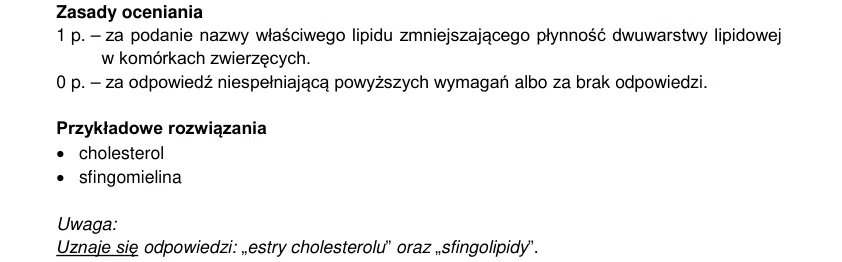 Zasady oceniania
1 p. – za podanie nazwy właściwego lipidu zmniejszającego płynność dwuwarstwy lipidowej
w komórkach zwierzęcych.
0 p. – za odpowiedź niespełniającą powyższych wymagań albo za brak odpowiedzi.
Przykładowe rozwiązania
• cholesterol
• sfingomielina
Uwaga:
Uznaje się odpowiedzi: „estry cholesterolu” oraz „sfingolipidy”.